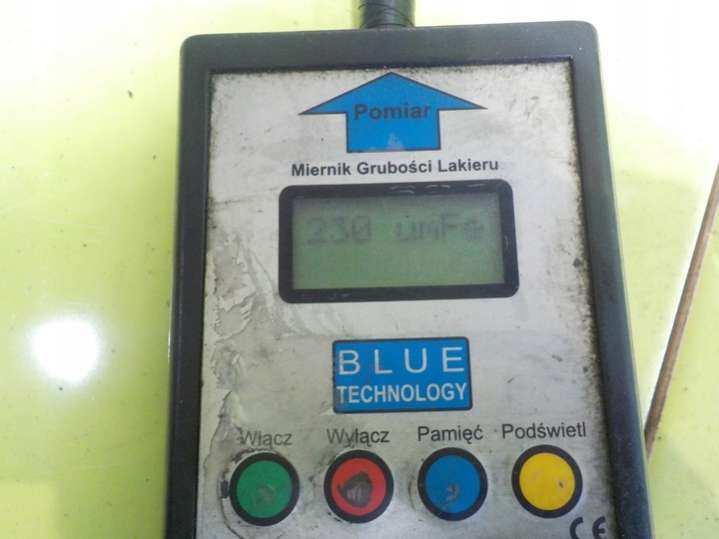 Pomiar
Miernik Grubości Lakieru
230 umFe
BLUE
TECHNOLOGY
Włącz Wyłącz Pamięć Podświetl
CE